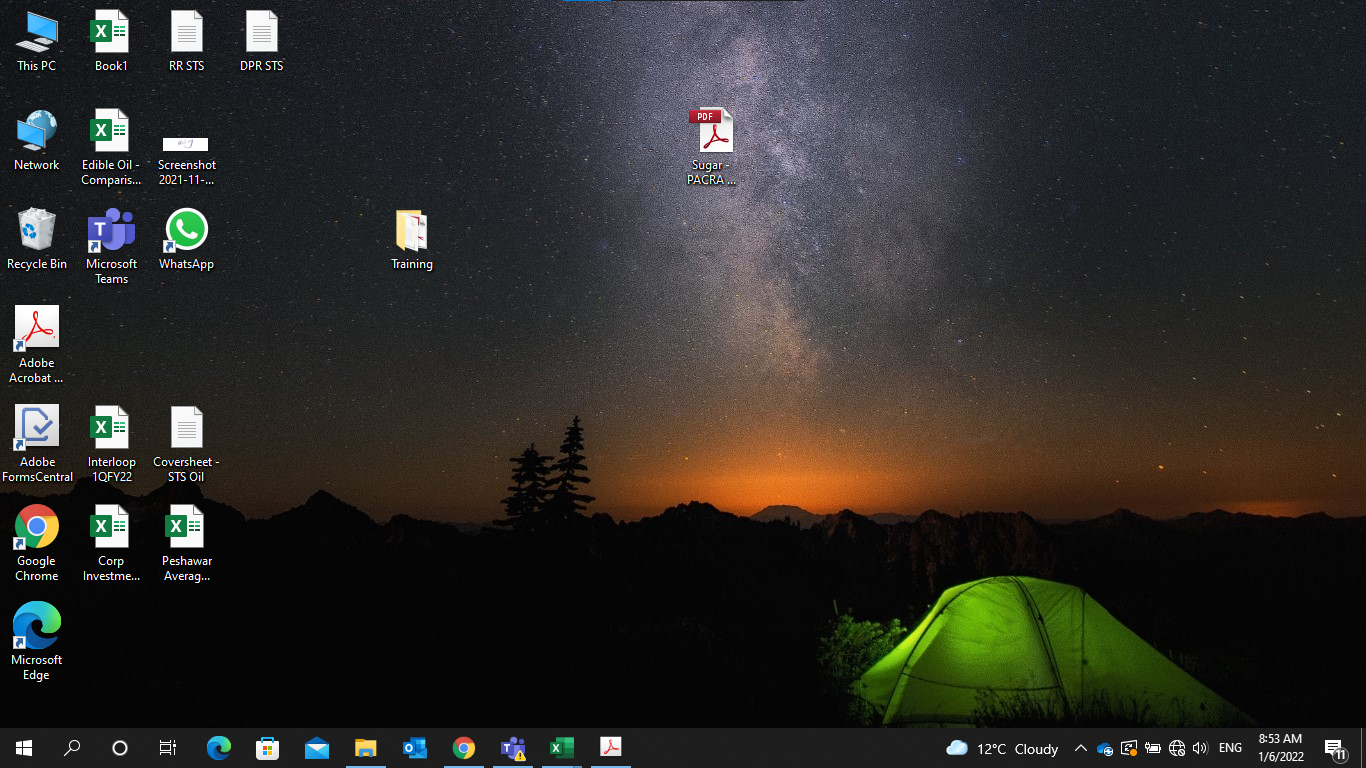 This PC
Book1
RR STS
DPR STS
Network
Edible Oil -
Comparis...
Screenshot
2021-11-...
PDF
Sugar -
PACRA ...
Recycle Bin
Microsoft
Teams
WhatsApp
Training
Adobe
Acrobat ...
Adobe
FormsCentral
Interloop
1QFY22
Coversheet -
STS Oil
Google
Chrome
Corp
Investme...
Peshawar
Averag...
Microsoft
Edge
12°C Cloudy
ENG
8:53 AM
1/6/2022
11